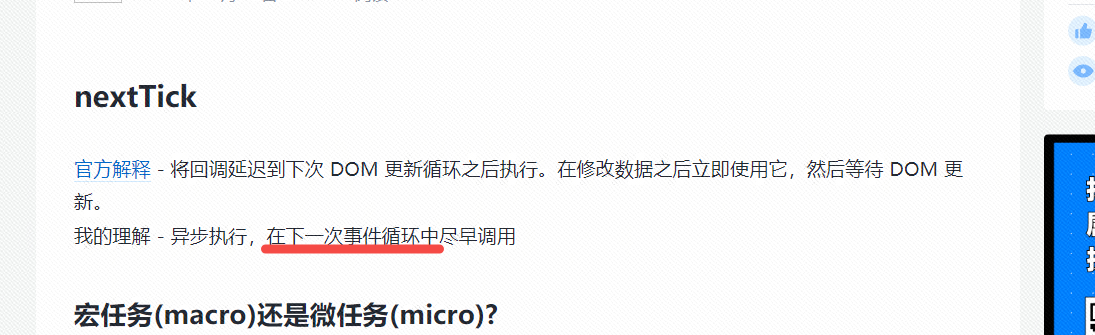 nextTick
官方解释 - 将回调延迟到下次 DOM 更新循环之后执行。在修改数据之后立即使用它，然后等待 DOM 更
新。
我的理解 - 异步执行，在下一次事件循环中尽早调用
宏任务(macro)还是微任务(micro)?